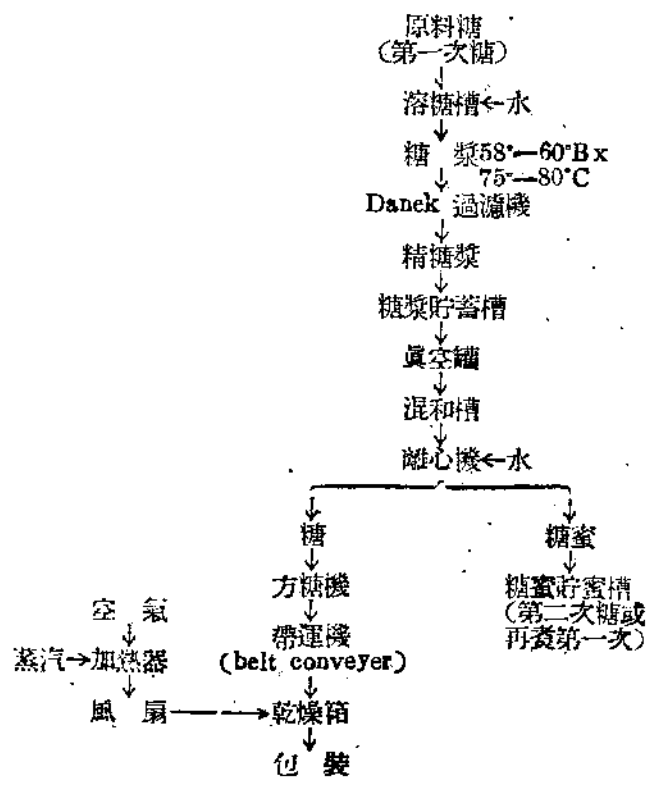 原料糖
(第一次糖)
溶糖槽←水
糖 漿58°—60°Bx
75°—80°C
Danek 過濾機
精糖漿
糖漿貯蓄槽
眞空罐
混和槽
離心機←水
糖
糖蜜
方糖機
糖蜜貯蜜槽
(第二次糖或
再煮第一次)
空 氣
帶運機
(belt conveyer)
蒸汽→加熱器
風 扇
乾燥箱
包 裝